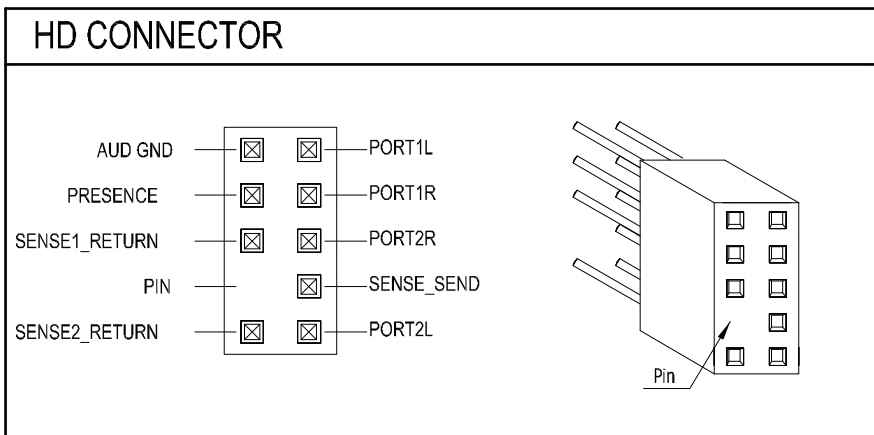 HD CONNECTOR
AUD GND
PORT1L
PRESENCE
PORT1R
SENSE1_RETURN
PORT2R
PIN
SENSE_SEND
SENSE2_RETURN
PORT2L
Pin